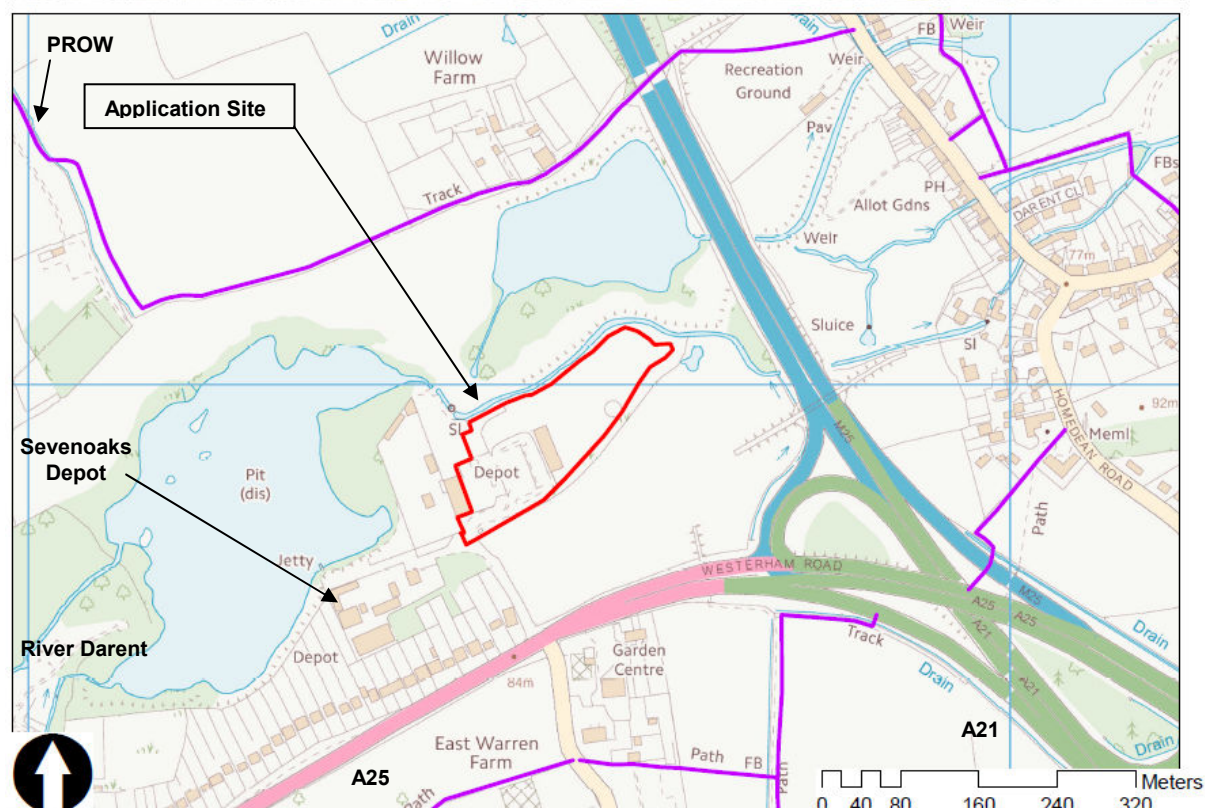 Drain
PROW
Willow
Farm
Drain
FB
Weir
Weir
Recreation
Ground
Application Site
Pav
FBs
PH
Track
Allot Gdns
DARENT CL
Weir
77m
Sluice
Sl
Sl
M25
HOMEDEAN ROAD
92m
Meml
Sevenoaks
Depot
Pit
(dis)
Depot
Path
Jetty
WESTERHAM ROAD
A25
A25
M25
A21
River Darent
Depot
84m
Garden
Centre
Track
Drain
Drain
A21
A21
East Warren
Farm
Path
FB
Drain
A25
Path
Path
Meters
0 40 80 160 240 320